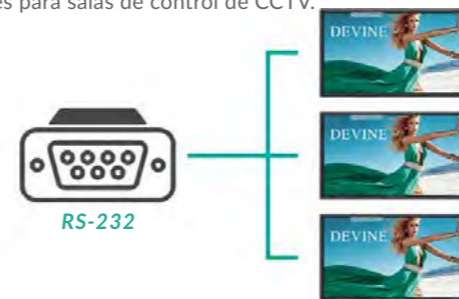 es para salas de control de CCTV.
DEVINE
DEVINE
RS-232
DEVINE